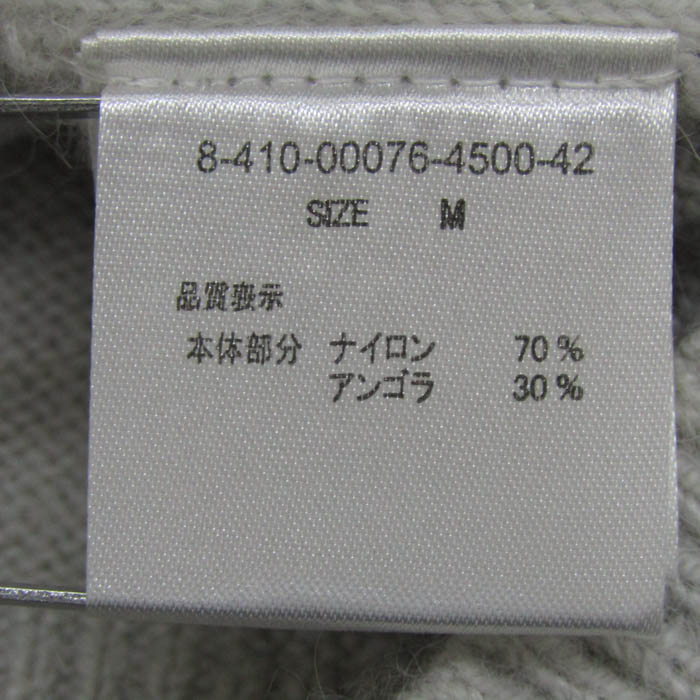 8-410-00076-4500-42
SIZE M
品質表示
本体部分 ナイロン 70%
アンゴラ 30%